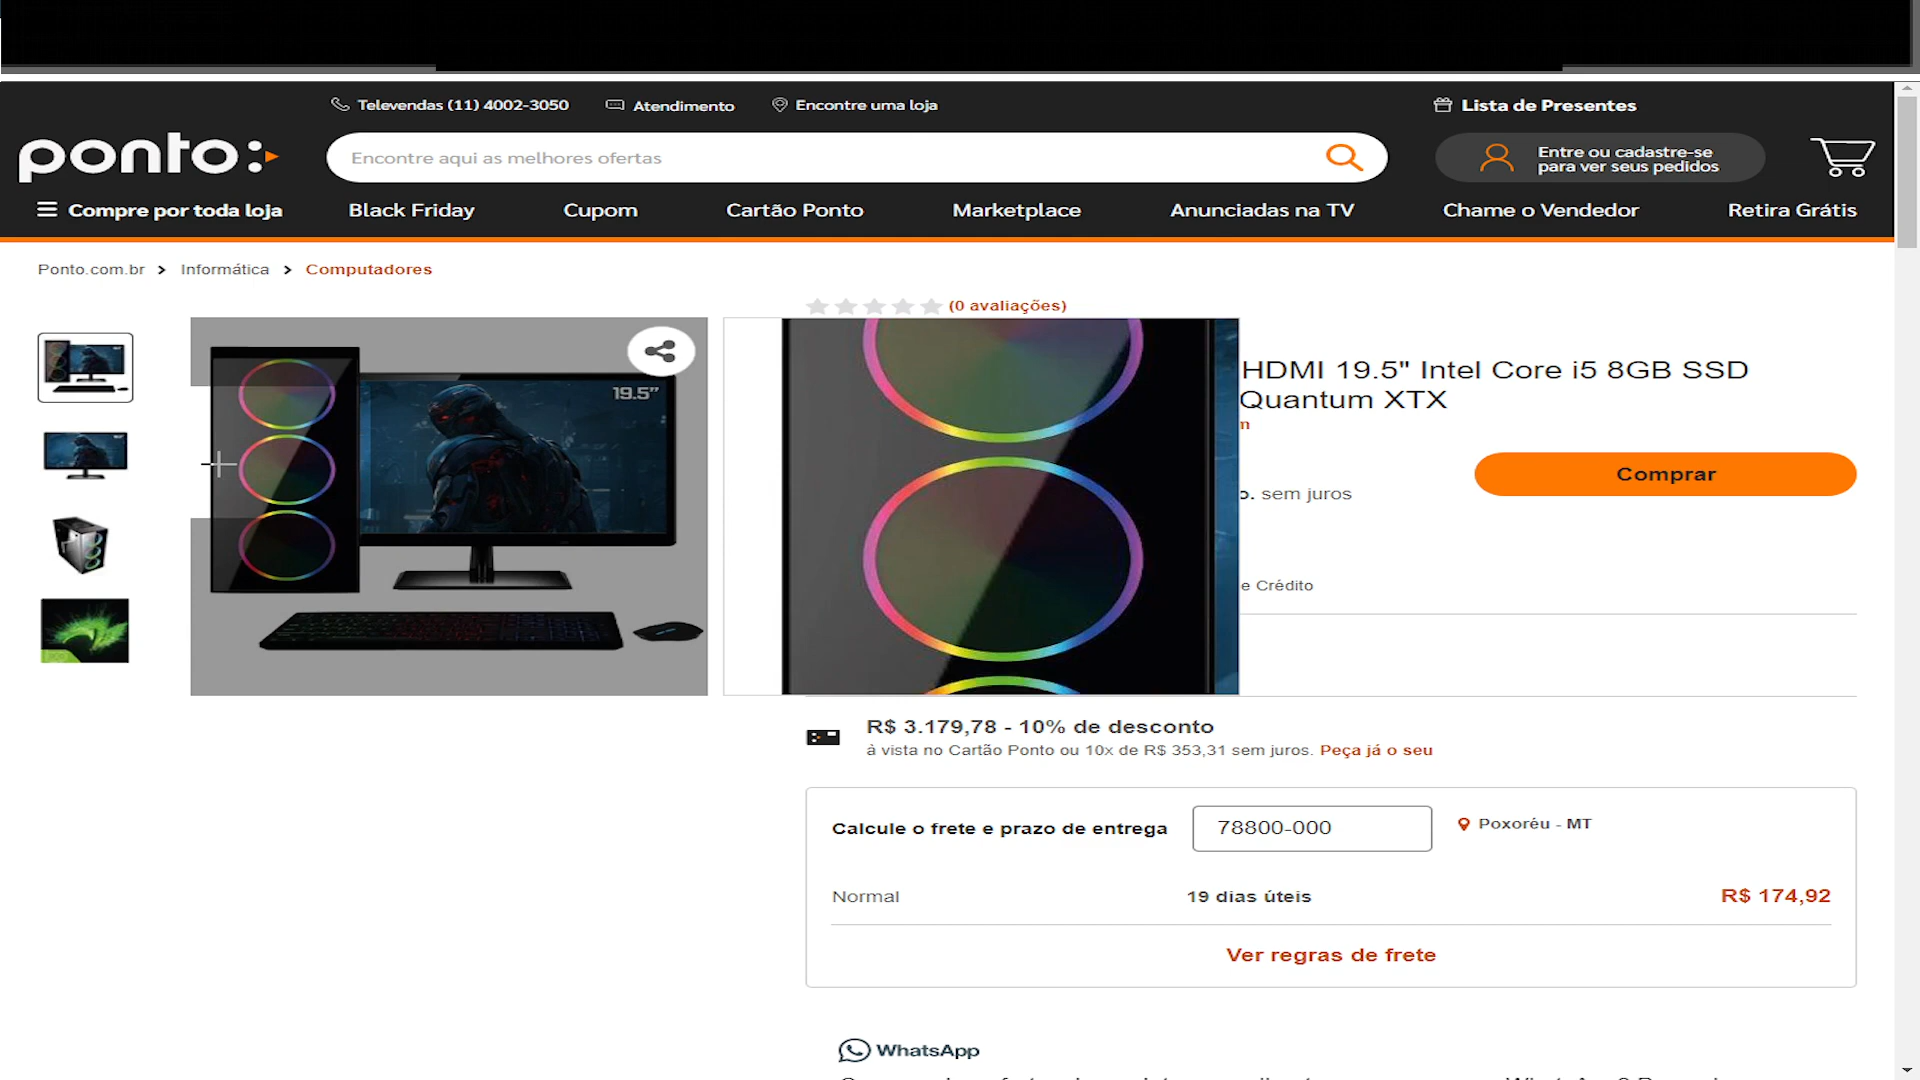 Televendas (11) 4002-3050 Atendimento Encontre uma loja Lista de Presentes
ponto:
Encontre aqui as melhores ofertas
Entre ou cadastre-se
para ver seus pedidos
Compre por toda loja Black Friday Cupom Cartão Ponto Marketplace Anunciadas na TV Chame o Vendedor Retira Grátis
Ponto.com.br > Informática > Computadores
(0 avaliações)
19.5”
HDMI 19.5" Intel Core i5 8GB SSD
Quantum XTX
Comprar
o. sem juros
e Crédito
R$ 3.179,78 - 10% de desconto
à vista no Cartão Ponto ou 10x de R$ 353,31 sem juros. Peça já o seu
Calcule o frete e prazo de entrega 78800-000 Poxoréu - MT
Normal 19 dias úteis R$ 174,92
Ver regras de frete
WhatsApp